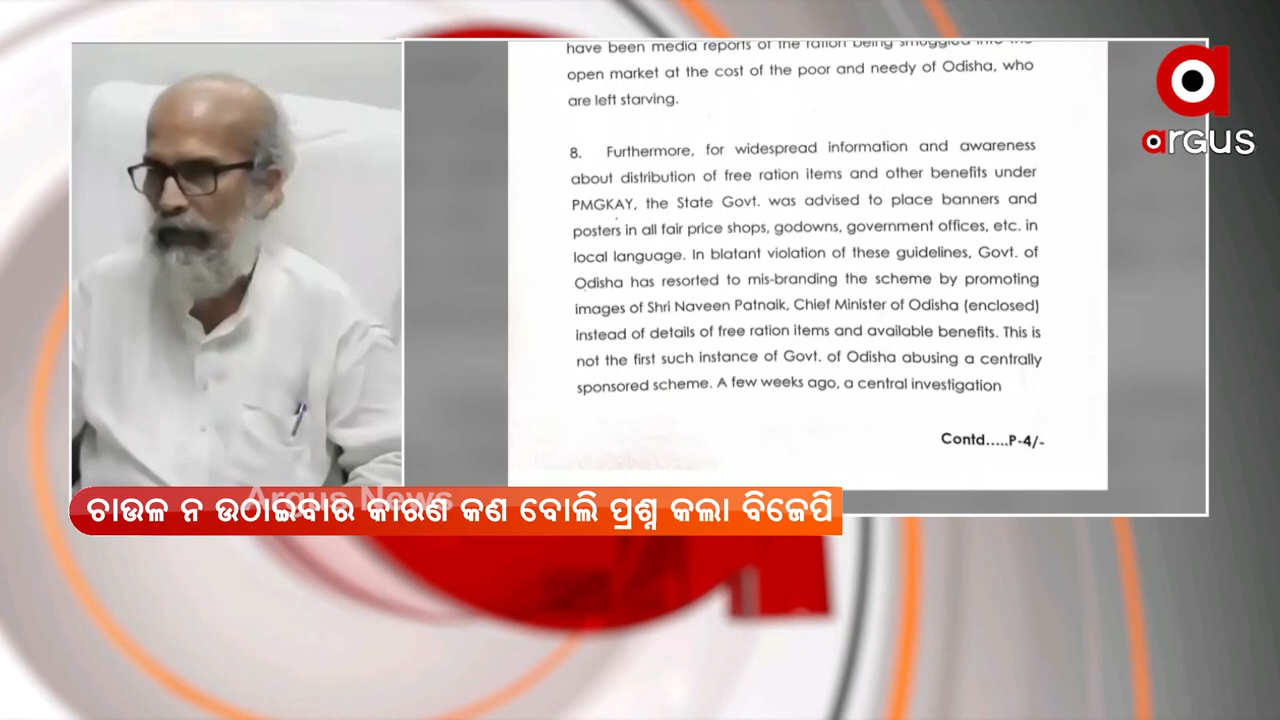 have been media reports of the ration being smuggled into the
open market at the cost of the poor and needy of Odisha, who
are left starving.
8. Furthermore, for widespread information and awareness
about distribution of free ration items and other benefits under
PMGKAY, the State Govt. was advised to place banners and
posters in all fair price shops, godowns, government offices, etc. in
local language. In blatant violation of these guidelines, Govt. of
Odisha has resorted to mis-branding the scheme by promoting
images of Shri Naveen Patnaik, Chief Minister of Odisha (enclosed)
instead of details of free ration items and available benefits. This is
not the first such instance of Govt. of Odisha abusing a centrally
sponsored scheme. A few weeks ago, a central investigation
Contd.....P-4/-
argus
Argus News
ଚାଉଳ ନ ଉଠାଇବାର କାରଣ କଣ ବୋଲି ପ୍ରଶ୍ନ କଲା ବିଜେପି